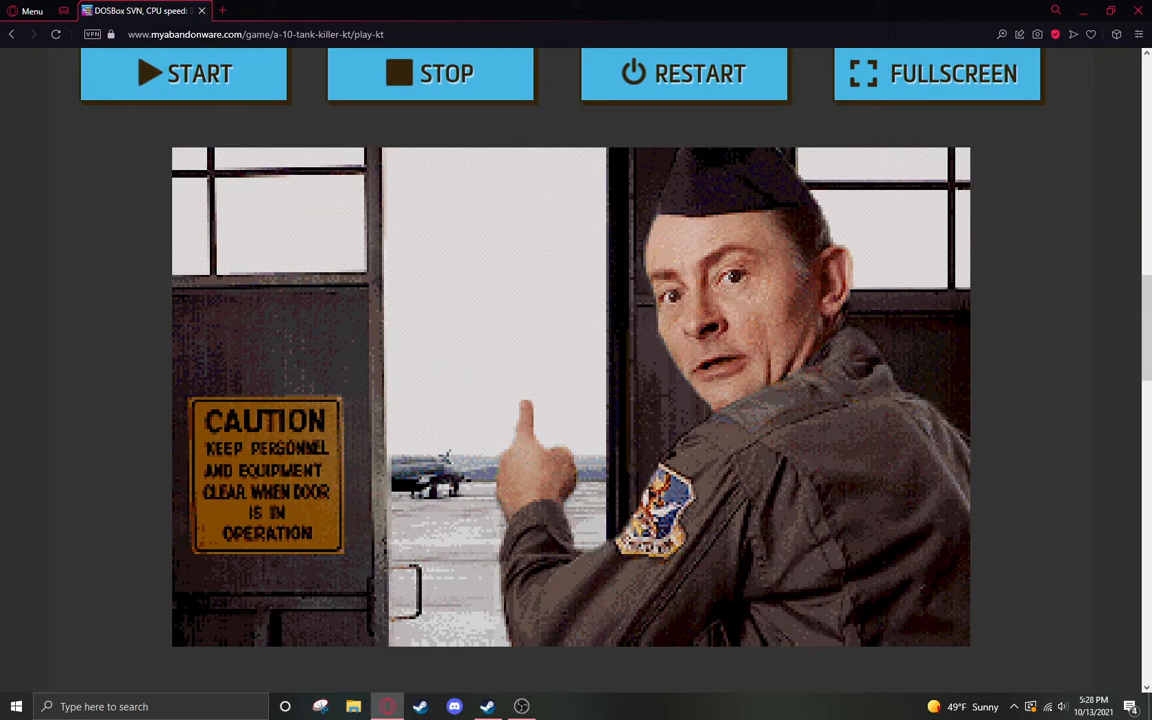 Menu
DOSBox SVN, CPU speed:
VPN
www.myabandonware.com/game/a-10-tank-killer-kt/play-kt
START
STOP
RESTART
FULLSCREEN
CAUTION
KEEP PERSONNEL
AND EQUIPMENT
CLEAR WHEN DOOR
IS IN
OPERATION
Type here to search
49°F Sunny
5:28 PM
10/13/2021
4